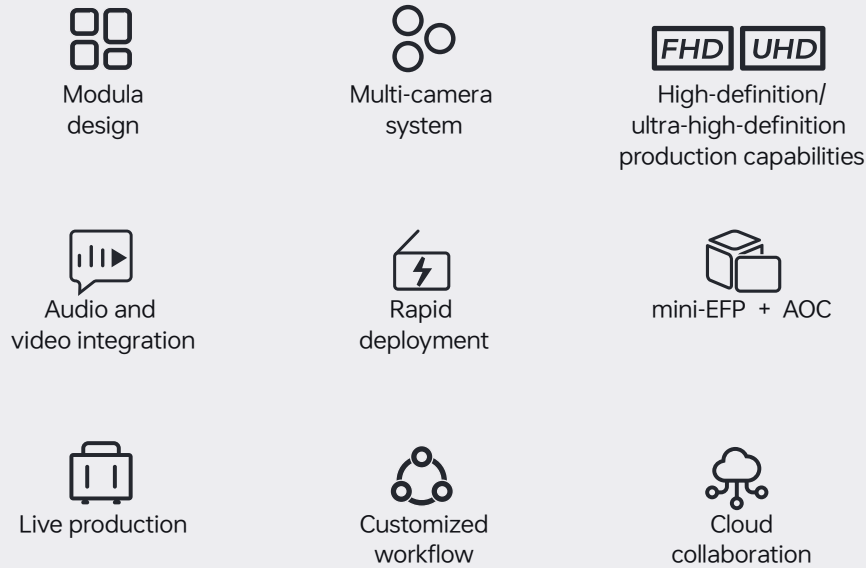 Modula
design
Multi-camera
system
FHD UHD
High-definition/
ultra-high-definition
production capabilities
Audio and
video integration
Rapid
deployment
mini-EFP + AOC
Live production
Customized
workflow
Cloud
collaboration